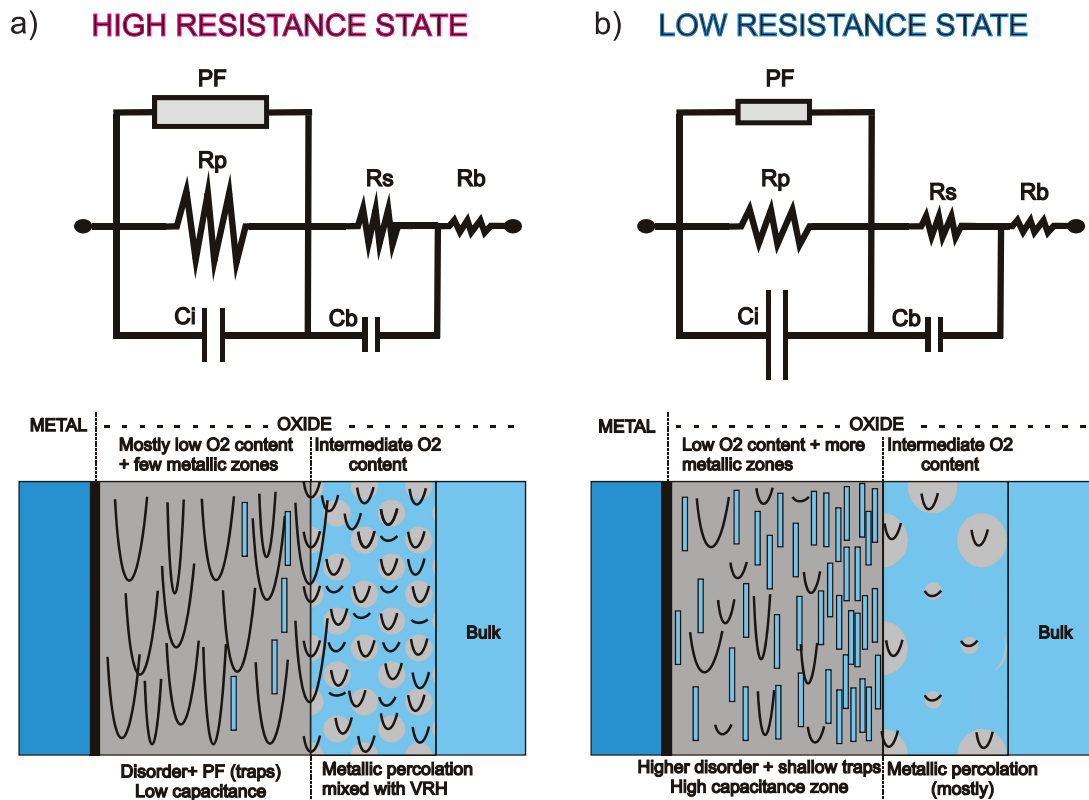 a)
HIGH RESISTANCE STATE
PF
Rp
Rs
Rb
Ci
Cb
METAL
OXIDE
Mostly low O2 content
+ few metallic zones
Intermediate O2
content
Bulk
Disorder+ PF (traps)
Low capacitance
Metallic percolation
mixed with VRH
b)
LOW RESISTANCE STATE
PF
Rp
Rs
Rb
Ci
Cb
METAL
OXIDE
Low O2 content + more
metallic zones
Intermediate O2
content
Bulk
Higher disorder + shallow traps
High capacitance zone
Metallic percolation
(mostly)